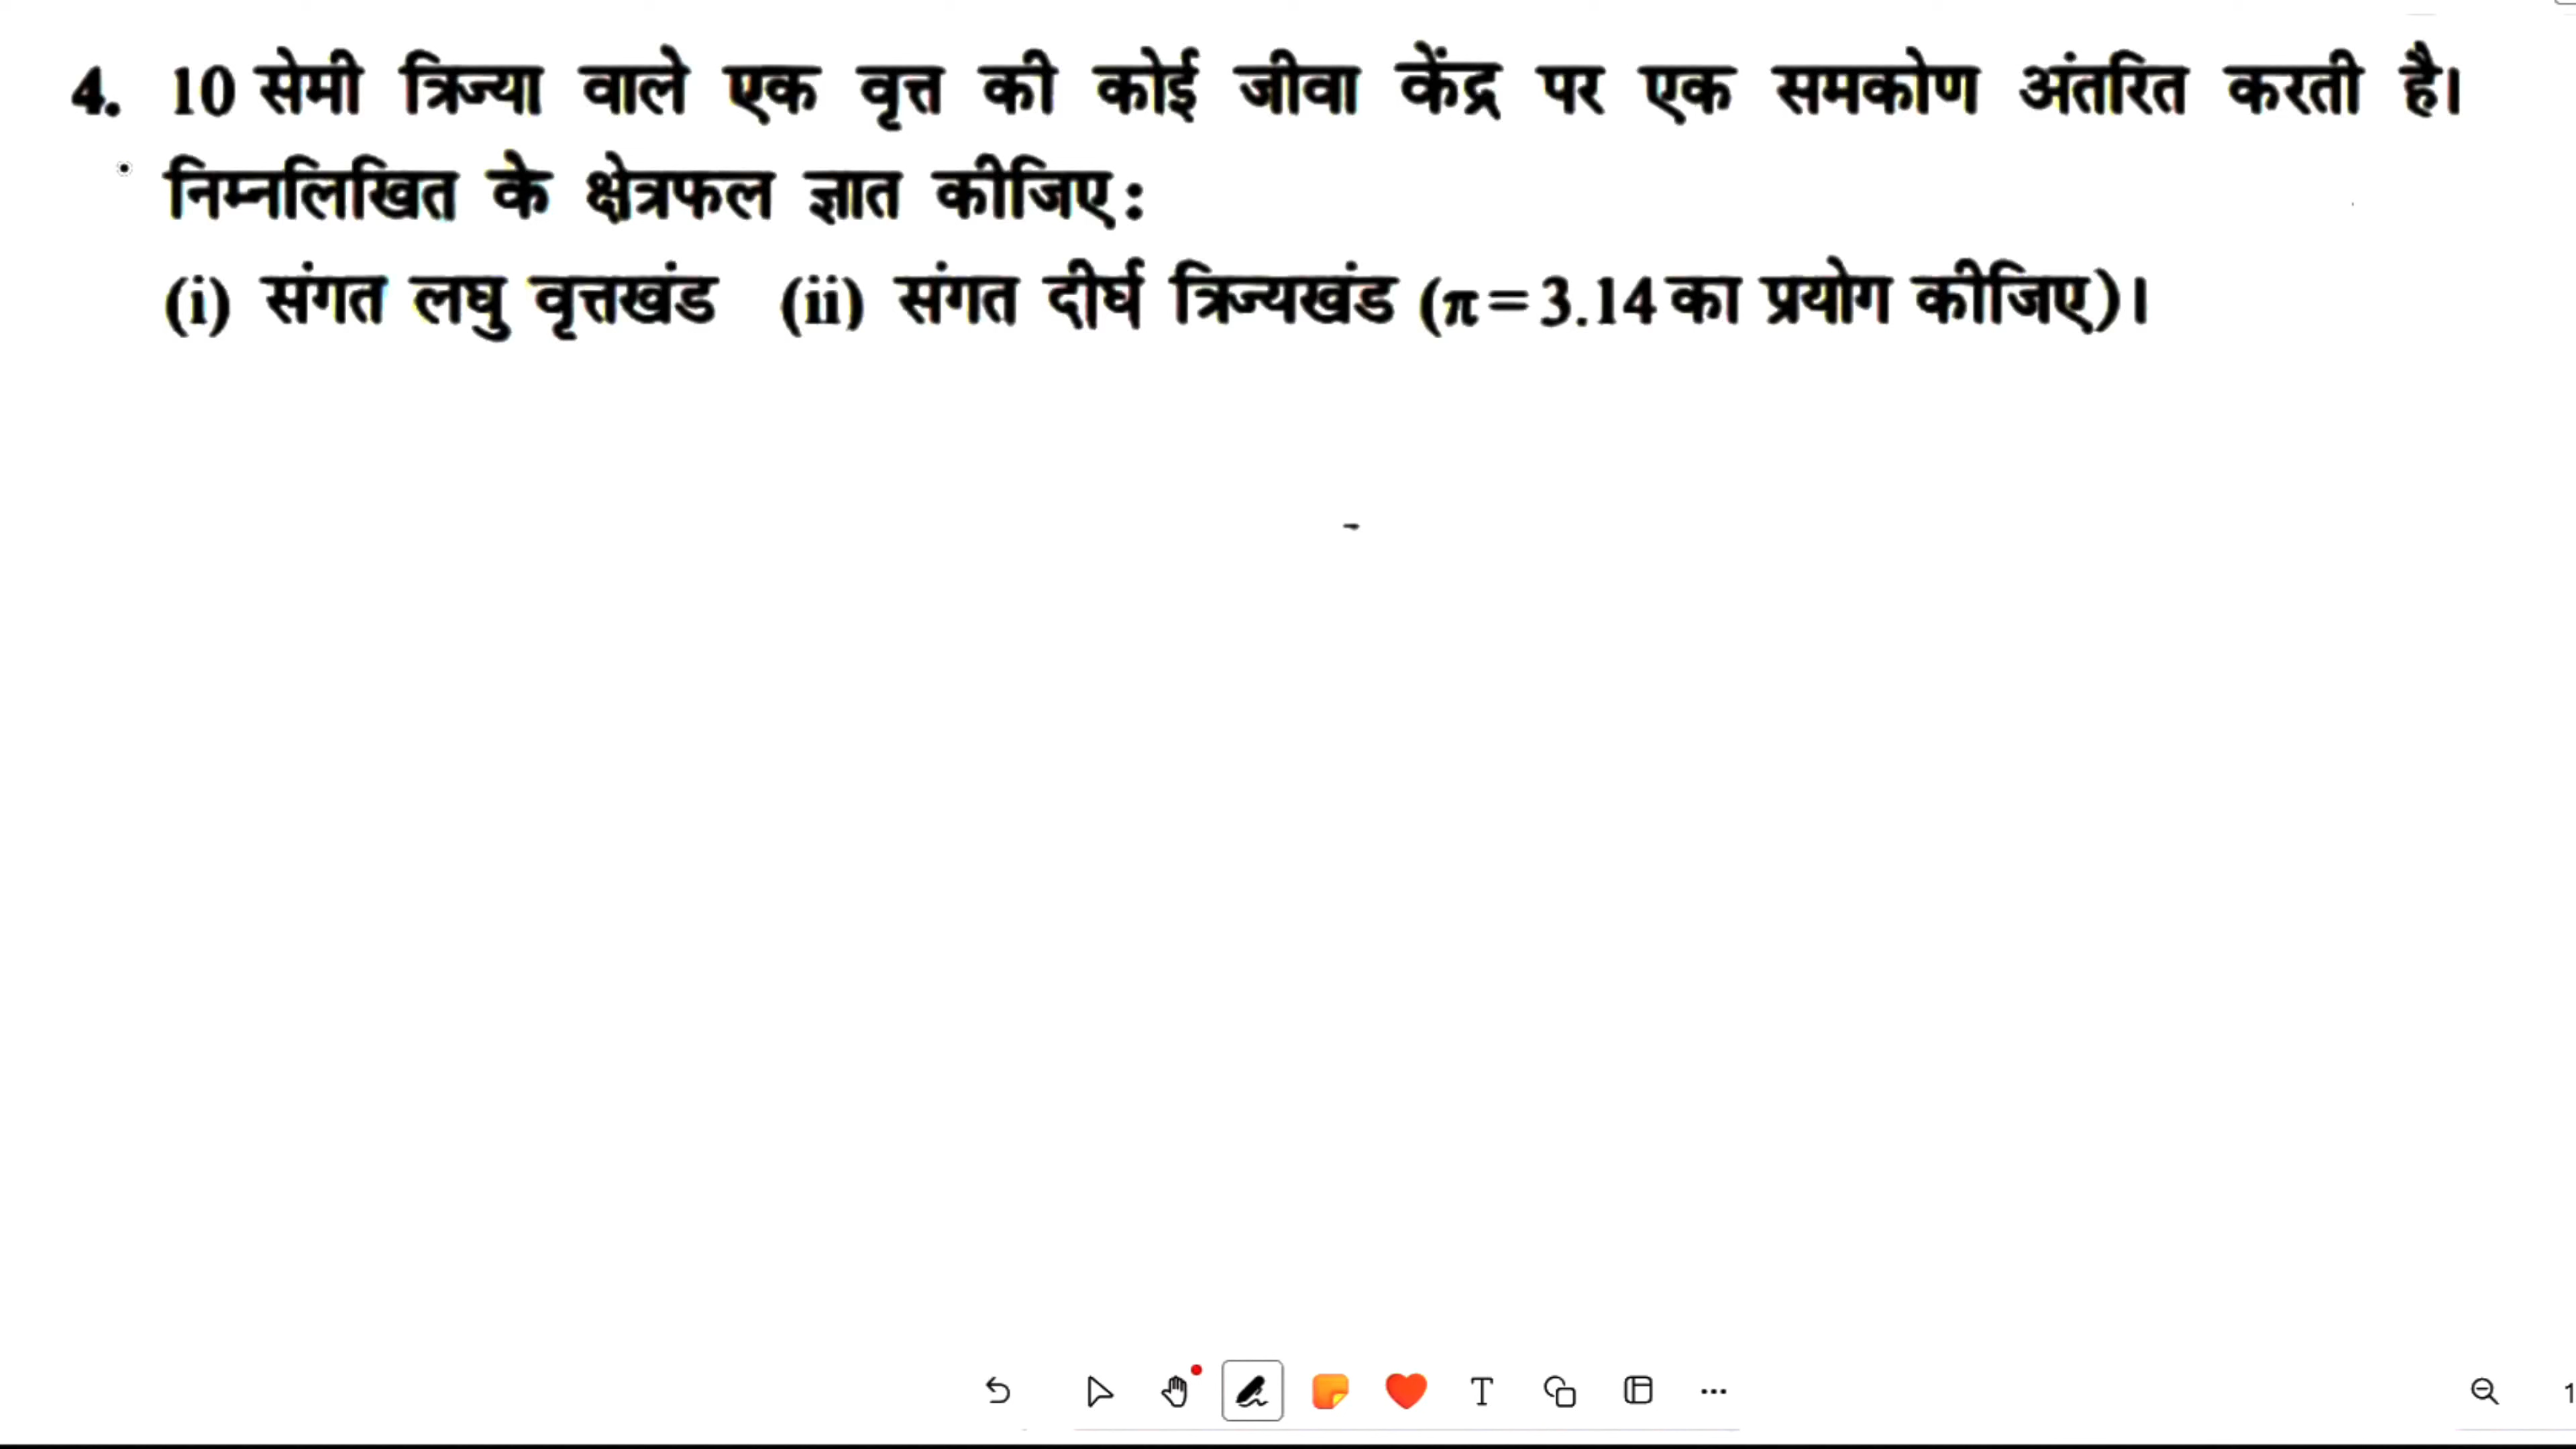 4. 10 सेमी त्रिज्या वाले एक वृत्त की कोई जीवा केंद्र पर एक समकोण अंतरित करती है।
निम्नलिखित के क्षेत्रफल ज्ञात कीजिए:
(i) संगत लघु वृत्तखंड (ii) संगत दीर्घ त्रिज्यखंड (π=3.14 का प्रयोग कीजिए)।